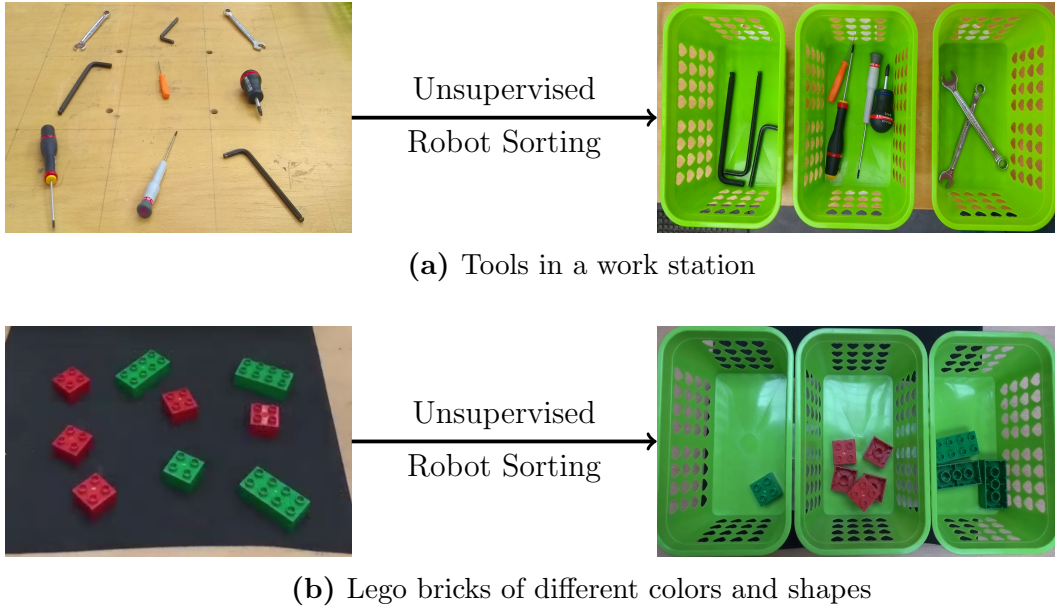 Unsupervised
Robot Sorting
(a) Tools in a work station
Unsupervised
Robot Sorting
(b) Lego bricks of different colors and shapes